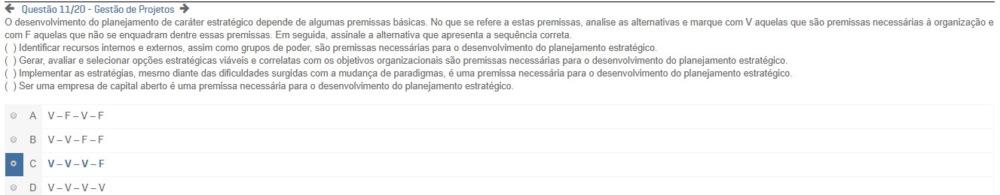 Questão 11/20 - Gestão de Projetos
O desenvolvimento do planejamento de caráter estratégico depende de algumas premissas básicas. No que se refere a estas premissas, analise as alternativas e marque com V aquelas que são premissas necessárias à organização e
com F aquelas que não se enquadram dentre essas premissas. Em seguida, assinale a alternativa que apresenta a sequência correta.
( ) Identificar recursos internos e externos, assim como grupos de poder, são premissas necessárias para o desenvolvimento do planejamento estratégico.
( ) Gerar, avaliar e selecionar opções estratégicas viáveis e correlatas com os objetivos organizacionais são premissas necessárias para o desenvolvimento do planejamento estratégico.
( ) Implementar as estratégias, mesmo diante das dificuldades surgidas com a mudança de paradigmas, é uma premissa necessária para o desenvolvimento do planejamento estratégico.
( ) Ser uma empresa de capital aberto é uma premissa necessária para o desenvolvimento do planejamento estratégico.
A V – F – V – F
B V – V – F – F
C V – V – V – F
D V – V – V – V